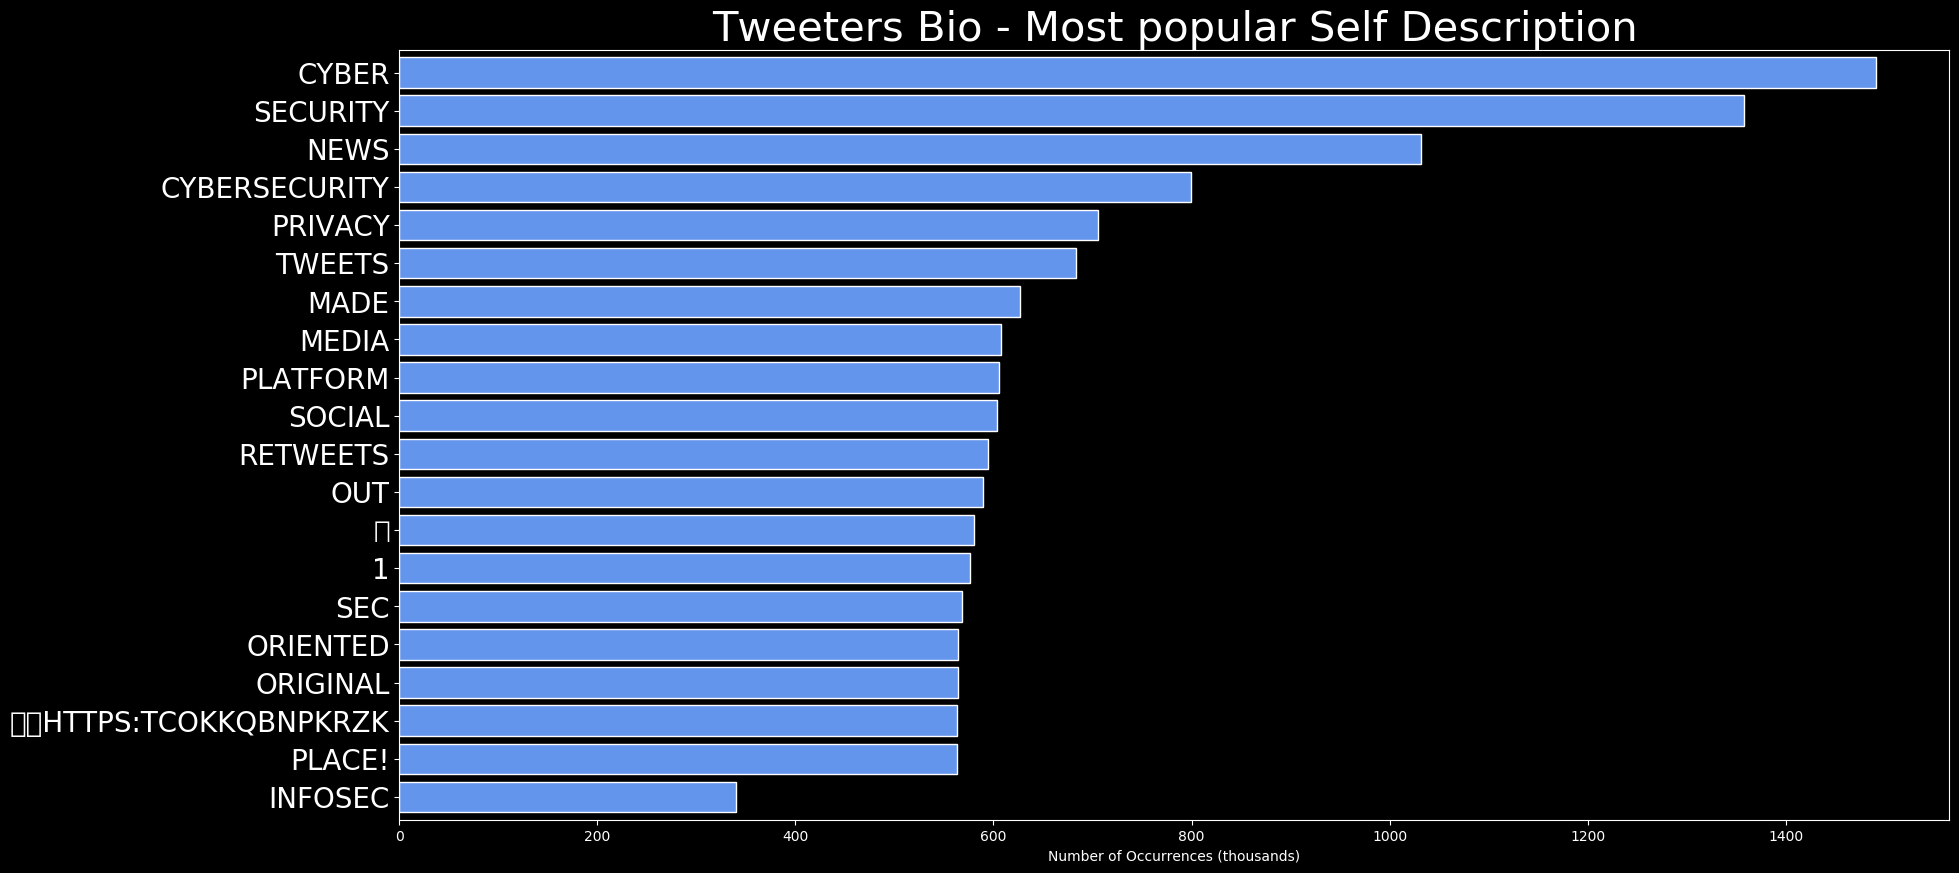 Tweeters Bio - Most popular Self Description
CYBER
SECURITY
NEWS
CYBERSECURITY
PRIVACY
TWEETS
MADE
MEDIA
PLATFORM
SOCIAL
RETWEETS
OUT
1
SEC
ORIENTED
ORIGINAL
HTTPS:TCOKKQBNPKRZK
PLACE!
INFOSEC
0 200 400 600 800 1000 1200 1400
Number of Occurrences (thousands)